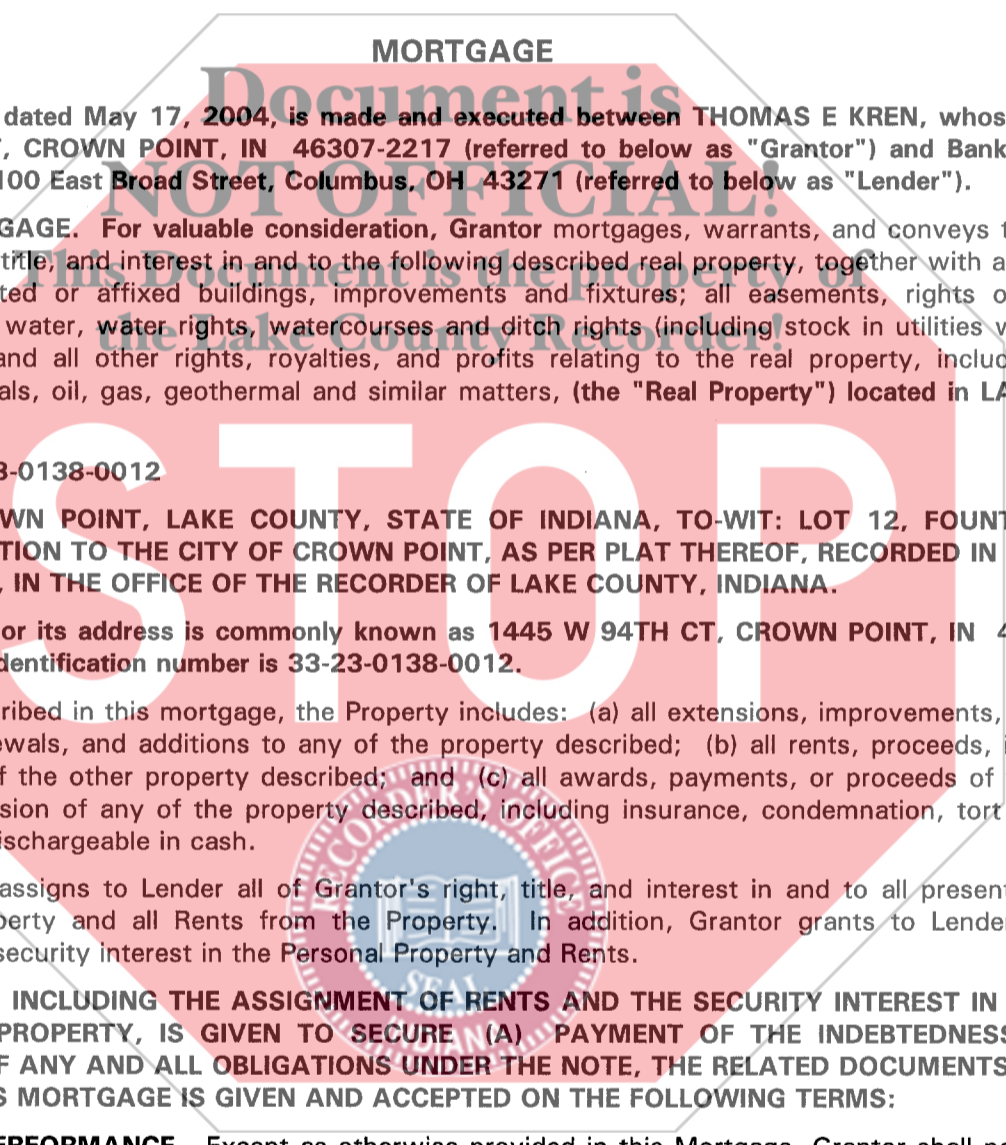 MORTGAGE
Document is
dated May 17, 2004, is made and executed between THOMAS E KREN, whos
, CROWN POINT, IN 46307-2217 (referred to below as "Grantor") and Bank
NOT OFFICIAL!
100 East Broad Street, Columbus, OH 43271 (referred to below as "Lender").
GAGE. For valuable consideration, Grantor mortgages, warrants, and conveys t
This Document is the property of
title, and interest in and to the following described real property, together with a
ted or affixed buildings, improvements and fixtures; all easements, rights o
the Lake County Recorder!
water, water rights, watercourses and ditch rights (including stock in utilities v
and all other rights, royalties, and profits relating to the real property, includ
als, oil, gas, geothermal and similar matters, (the "Real Property") located in LA
3-0138-0012
STOP
WN POINT, LAKE COUNTY, STATE OF INDIANA, TO-WIT: LOT 12, FOUNT
TION TO THE CITY OF CROWN POINT, AS PER PLAT THEREOF, RECORDED IN
, IN THE OFFICE OF THE RECORDER OF LAKE COUNTY, INDIANA.
or its address is commonly known as 1445 W 94TH CT, CROWN POINT, IN 4
dentification number is 33-23-0138-0012.
ribed in this mortgage, the Property includes: (a) all extensions, improvements,
ewals, and additions to any of the property described; (b) all rents, proceeds, i
f the other property described; and (c) all awards, payments, or proceeds of
sion of any of the property described, including insurance, condemnation, tort
ischargeable in cash.
RECORDER'S OFFICE
assigns to Lender all of Grantor's right, title, and interest in and to all present
perty and all Rents from the Property. In addition, Grantor grants to Lende
security interest in the Personal Property and Rents.
SEAL
INCLUDING THE ASSIGNMENT OF RENTS AND THE SECURITY INTEREST IN
PROPERTY, IS GIVEN TO SECURE (A) PAYMENT OF THE INDEBTEDNESS
F ANY AND ALL OBLIGATIONS UNDER THE NOTE, THE RELATED DOCUMENTS
S MORTGAGE IS GIVEN AND ACCEPTED ON THE FOLLOWING TERMS:
PERFORMANCE. Except as otherwise provided in this Mortgage, Grantor shall